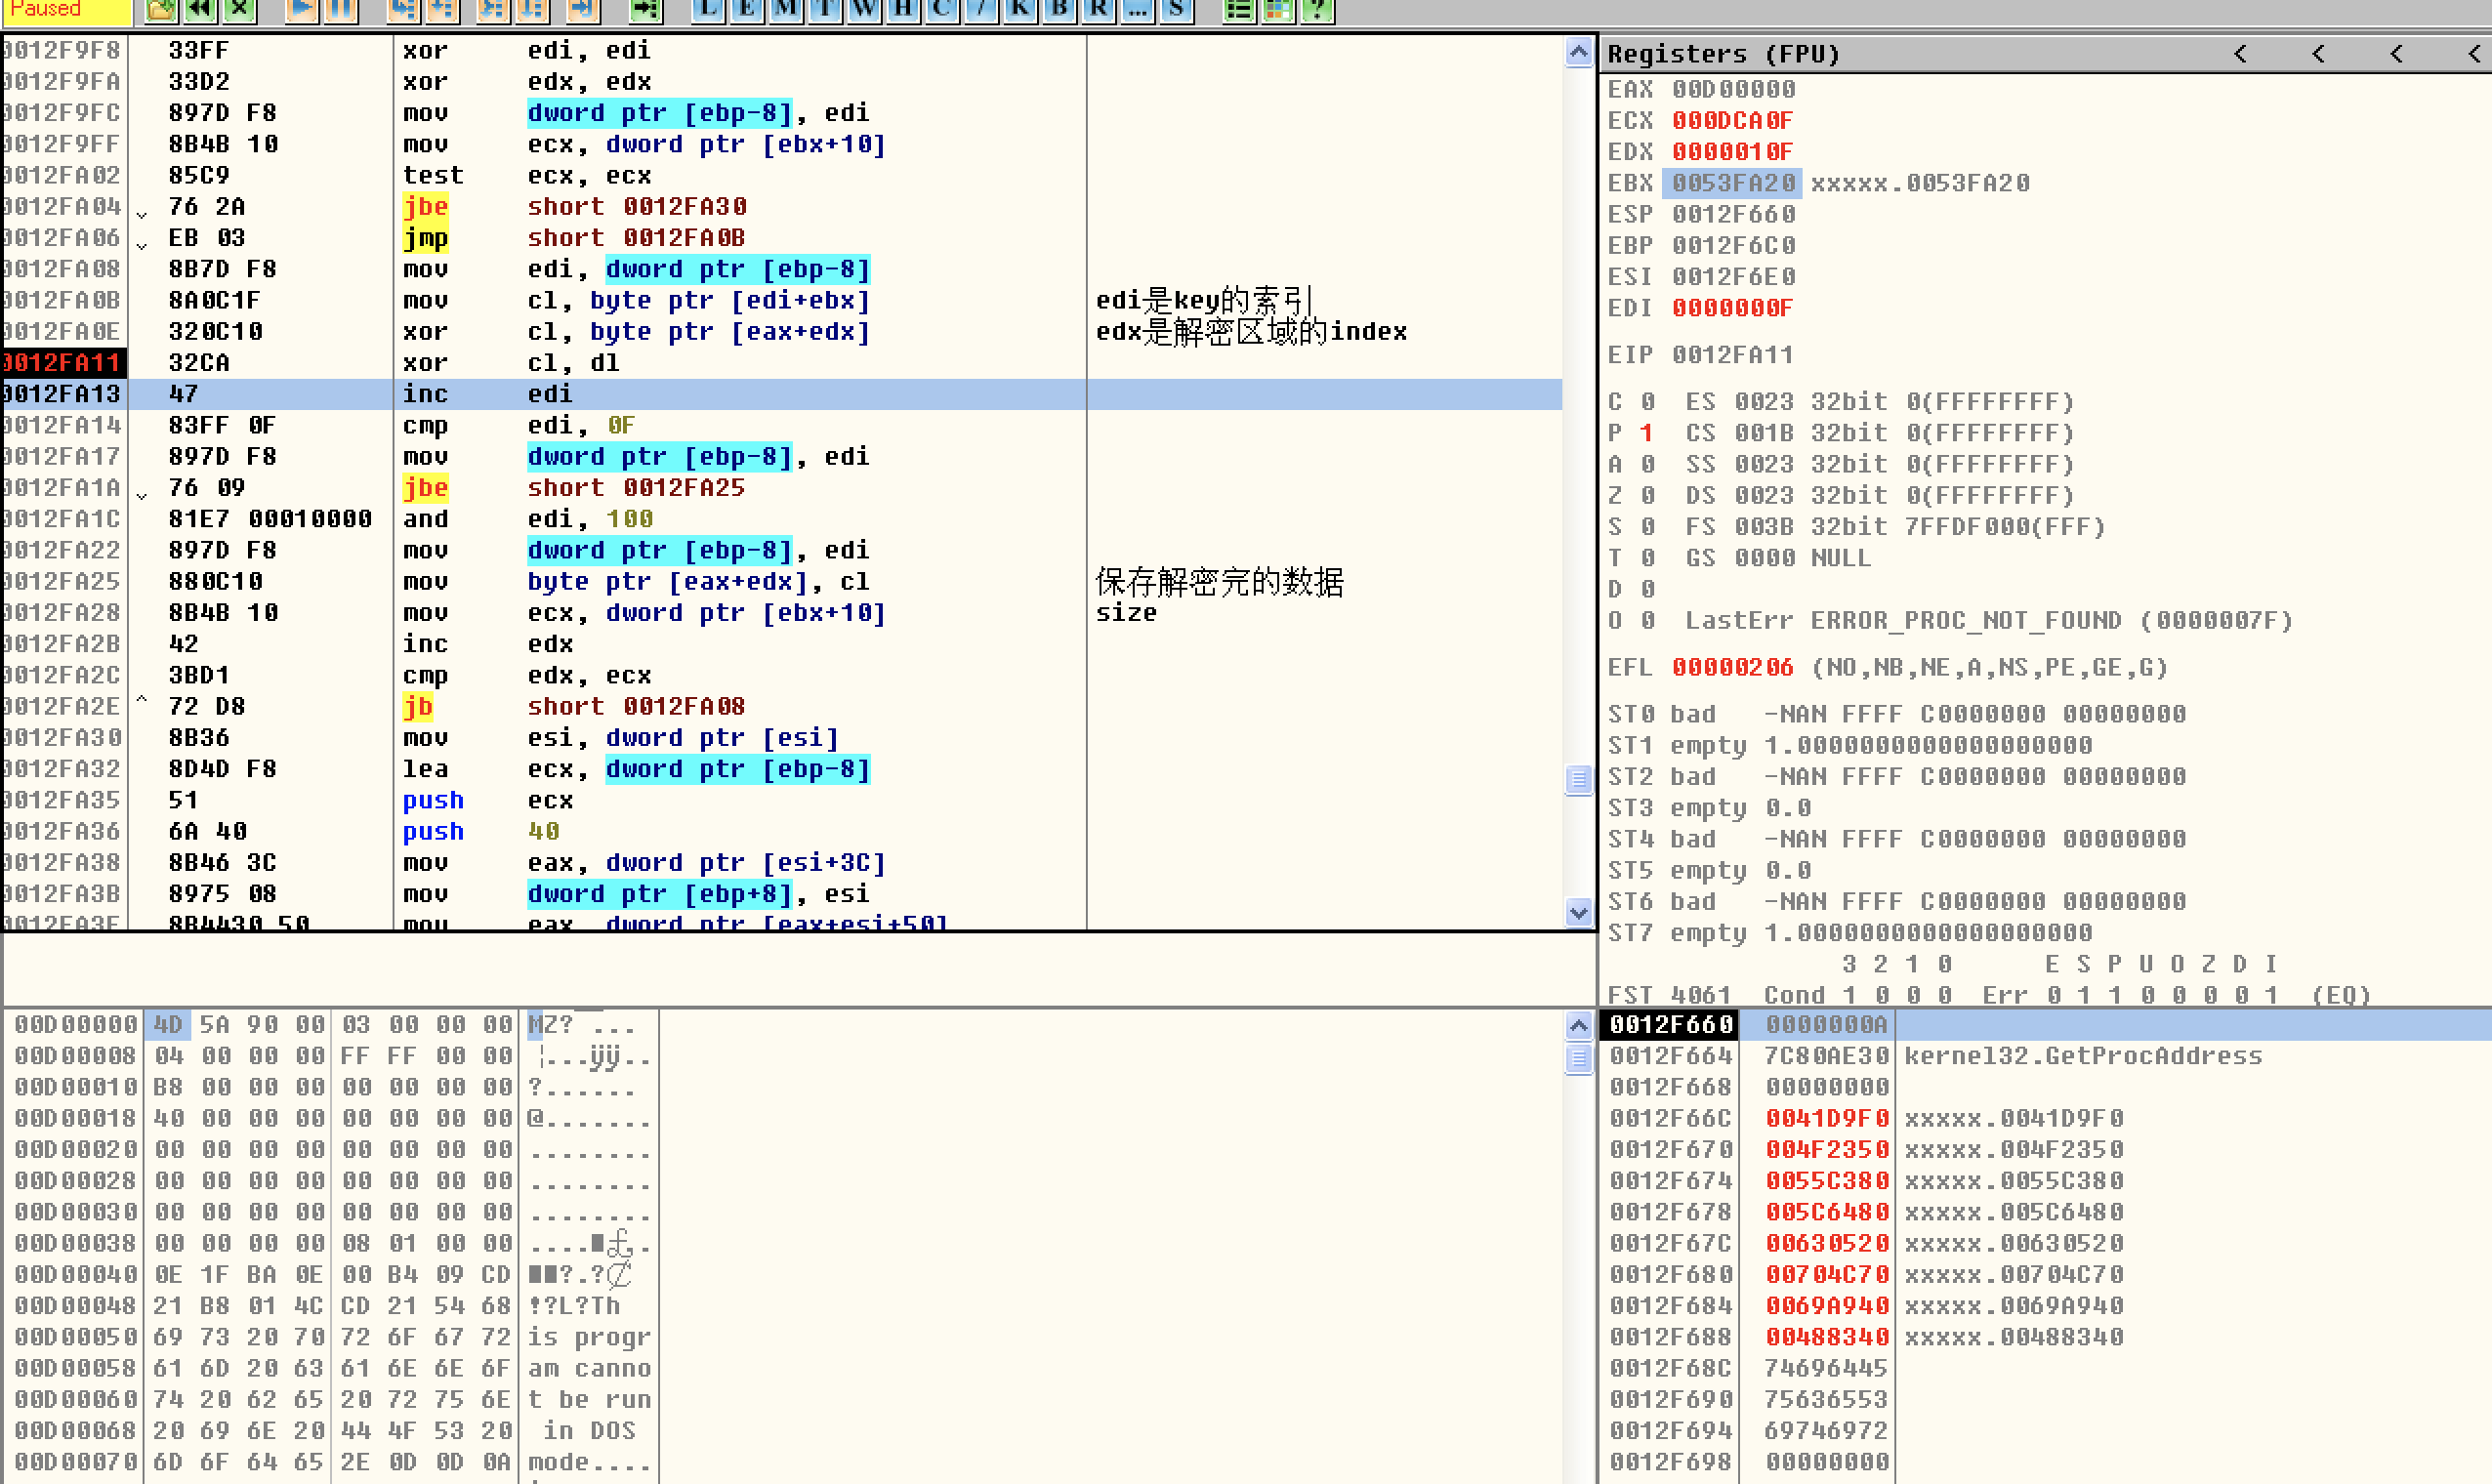 Paused
L E M T W H C / K B R ... S ?
0012F9F8 33FF xor edi, edi
0012F9FA 33D2 xor edx, edx
0012F9FC 897D F8 mov dword ptr [ebp-8], edi
0012F9FF 8B4B 10 mov ecx, dword ptr [ebx+10]
0012FA02 85C9 test ecx, ecx
0012FA04 76 2A jbe short 0012FA30
0012FA06 EB 03 jmp short 0012FA0B
0012FA08 8B7D F8 mov edi, dword ptr [ebp-8]
0012FA0B 8A0C1F mov cl, byte ptr [edi+ebx] edi是key的索引
0012FA0E 320C10 xor cl, byte ptr [eax+edx] edx是解密区域的index
0012FA11 32CA xor cl, dl
0012FA13 47 inc edi
0012FA14 83FF 0F cmp edi, 0F
0012FA17 897D F8 mov dword ptr [ebp-8], edi
0012FA1A 76 09 jbe short 0012FA25
0012FA1C 81E7 00010000 and edi, 100
0012FA22 897D F8 mov dword ptr [ebp-8], edi
0012FA25 880C10 mov byte ptr [eax+edx], cl 保存解密完的数据
0012FA28 8B4B 10 mov ecx, dword ptr [ebx+10] size
0012FA2B 42 inc edx
0012FA2C 3BD1 cmp edx, ecx
0012FA2E 72 D8 jb short 0012FA08
0012FA30 8B36 mov esi, dword ptr [esi]
0012FA32 8D4D F8 lea ecx, dword ptr [ebp-8]
0012FA35 51 push ecx
0012FA36 6A 40 push 40
0012FA38 8B46 3C mov eax, dword ptr [esi+3C]
0012FA3B 8975 08 mov dword ptr [ebp+8], esi
0012FA3E 8B4430 50 mov eax, dword ptr [eax+esi+50]
Registers (FPU) < < < <
EAX 00D00000
ECX 000DCA0F
EDX 0000010F
EBX 0053FA20 xxxxx.0053FA20
ESP 0012F660
EBP 0012F6C0
ESI 0012F6E0
EDI 0000000F
EIP 0012FA11
C 0 ES 0023 32bit 0(FFFFFFFF)
P 1 CS 001B 32bit 0(FFFFFFFF)
A 0 SS 0023 32bit 0(FFFFFFFF)
Z 0 DS 0023 32bit 0(FFFFFFFF)
S 0 FS 003B 32bit 7FFDF000(FFF)
T 0 GS 0000 NULL
D 0
O 0 LastErr ERROR_PROC_NOT_FOUND (0000007F)
EFL 00000206 (NO,NB,NE,A,NS,PE,GE,G)
ST0 bad -NAN FFFF C0000000 00000000
ST1 empty 1.0000000000000000000
ST2 bad -NAN FFFF C0000000 00000000
ST3 empty 0.0
ST4 bad -NAN FFFF C0000000 00000000
ST5 empty 0.0
ST6 bad -NAN FFFF C0000000 00000000
ST7 empty 1.0000000000000000000
3 2 1 0 E S P U O Z D I
FST 4061 Cond 1 0 0 0 Err 0 1 1 0 0 0 0 1 (EQ)
00D00000 4D 5A 90 00 03 00 00 00 MZ? ...
00D00008 04 00 00 00 FF FF 00 00 ¦...ÿÿ..
00D00010 B8 00 00 00 00 00 00 00 ?......
00D00018 40 00 00 00 00 00 00 00 @.......
00D00020 00 00 00 00 00 00 00 00 ........
00D00028 00 00 00 00 00 00 00 00 ........
00D00030 00 00 00 00 00 00 00 00 ........
00D00038 00 00 00 00 08 01 00 00 ....■£.
00D00040 0E 1F BA 0E 00 B4 09 CD ■■?.?
00D00048 21 B8 01 4C CD 21 54 68 !?L?Th
00D00050 69 73 20 70 72 6F 67 72 is progr
00D00058 61 6D 20 63 61 6E 6E 6F am canno
00D00060 74 20 62 65 20 72 75 6E t be run
00D00068 20 69 6E 20 44 4F 53 20 in DOS
00D00070 6D 6F 64 65 2E 0D 0D 0A mode....
0012F660 0000000A
0012F664 7C80AE30 kernel32.GetProcAddress
0012F668 00000000
0012F66C 0041D9F0 xxxxx.0041D9F0
0012F670 004F2350 xxxxx.004F2350
0012F674 0055C380 xxxxx.0055C380
0012F678 005C6480 xxxxx.005C6480
0012F67C 00630520 xxxxx.00630520
0012F680 00704C70 xxxxx.00704C70
0012F684 0069A940 xxxxx.0069A940
0012F688 00488340 xxxxx.00488340
0012F68C 74696445
0012F690 75636553
0012F694 69746972
0012F698 00000000